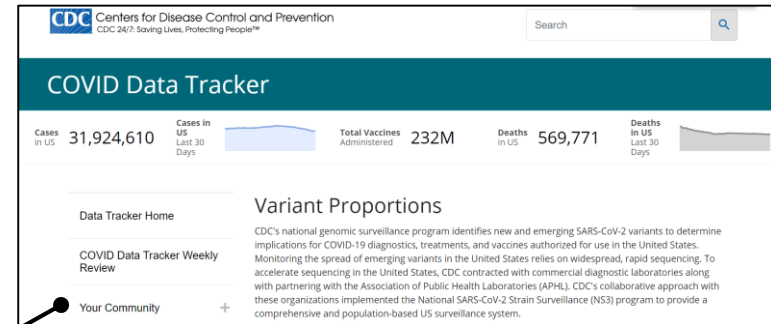 CDC Centers for Disease Control and Prevention
CDC 24/7: Saving Lives, Protecting People™
Search
COVID Data Tracker
Cases in US 31,924,610
Cases in US Last 30 Days
Total Vaccines Administered 232M
Deaths in US 569,771
Deaths in US Last 30 Days
Data Tracker Home
COVID Data Tracker Weekly
Review
Your Community +
Variant Proportions
CDC's national genomic surveillance program identifies new and emerging SARS-CoV-2 variants to determine
implications for COVID-19 diagnostics, treatments, and vaccines authorized for use in the United States.
Monitoring the spread of emerging variants in the United States relies on widespread, rapid sequencing. To
accelerate sequencing in the United States, CDC contracted with commercial diagnostic laboratories along
with partnering with the Association of Public Health Laboratories (APHL). CDC's collaborative approach with
these organizations implemented the National SARS-CoV-2 Strain Surveillance (NS3) program to provide a
comprehensive and population-based US surveillance system.